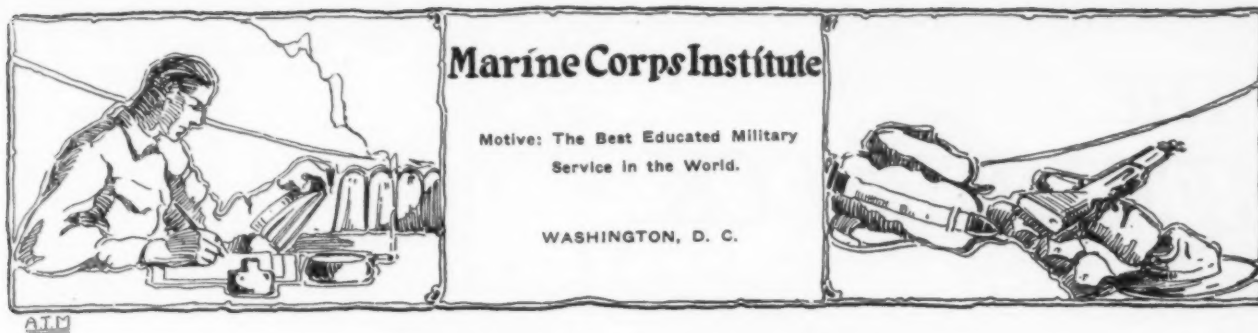 Marine Corps Institute
Motive: The Best Educated Military
Service in the World.
WASHINGTON, D. C.
A.T.M